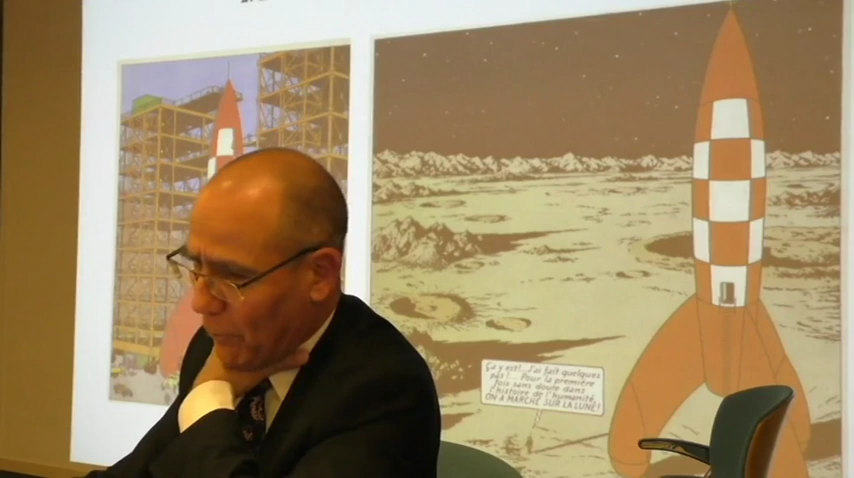 Ça y est!... J'ai fait quelques
pas!... Pour la première
fois sans doute dans
l'histoire de l'humanité,
ON A MARCHÉ SUR LA LUNE!